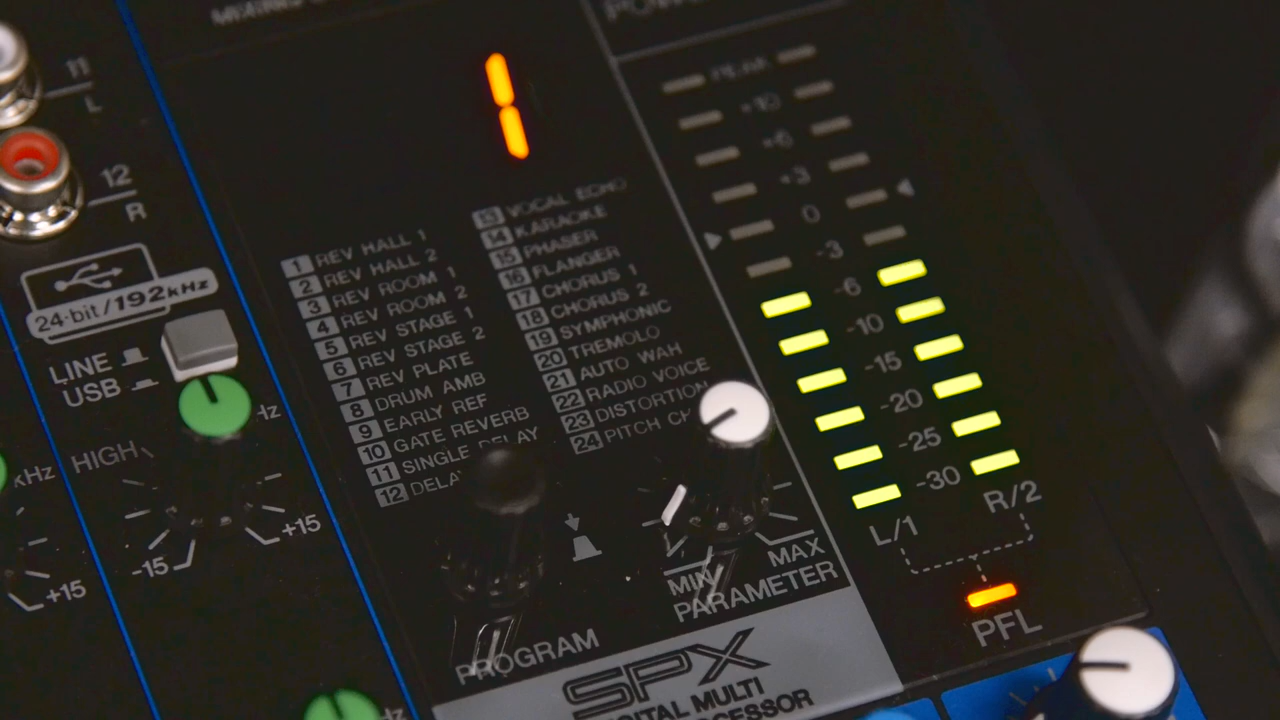 11
L
12
R
24-bit/192kHz
LINE
USB
Hz
kHz
HIGH
-15
+15
+15
1
1 REV HALL 1
2 REV HALL 2
3 REV ROOM 1
4 REV ROOM 2
5 REV STAGE 1
6 REV STAGE 2
7 REV PLATE
8 DRUM AMB
9 EARLY REF
10 GATE REVERB
11 SINGLE DELAY
12 DELAY
13 VOCAL ECHO
14 KARAOKE
15 PHASER
16 FLANGER
17 CHORUS 1
18 CHORUS 2
19 SYMPHONIC
20 TREMOLO
21 AUTO WAH
22 RADIO VOICE
23 DISTORTION
24 PITCH CH
PROGRAM
MIN MAX
PARAMETER
SPX
DIGITAL MULTI
PROCESSOR
PEAK
+10
+6
+3
0
-3
-6
-10
-15
-20
-25
-30
L/1 R/2
PFL